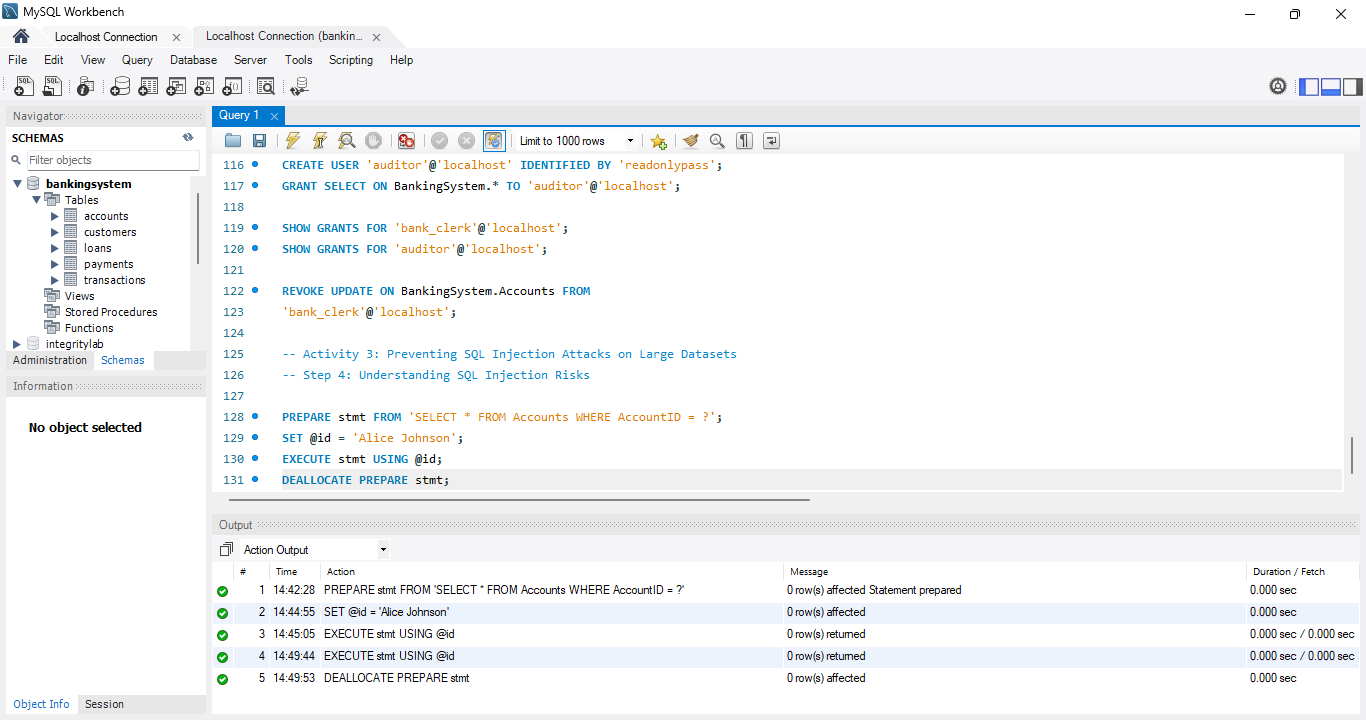 MySQL Workbench
Localhost Connection
Localhost Connection (bankin...
File Edit View Query Database Server Tools Scripting Help
Navigator
SCHEMAS
Filter objects
bankingsystem
Tables
accounts
customers
loans
payments
transactions
Views
Stored Procedures
Functions
integritylab
Administration Schemas
Information
No object selected
Object Info Session
Query 1
Limit to 1000 rows
116 CREATE USER 'auditor'@'localhost' IDENTIFIED BY 'readonlypass';
117 GRANT SELECT ON BankingSystem.* TO 'auditor'@'localhost';
118
119 SHOW GRANTS FOR 'bank_clerk'@'localhost';
120 SHOW GRANTS FOR 'auditor'@'localhost';
121
122 REVOKE UPDATE ON BankingSystem.Accounts FROM
123 'bank_clerk'@'localhost';
124
125 -- Activity 3: Preventing SQL Injection Attacks on Large Datasets
126 -- Step 4: Understanding SQL Injection Risks
127
128 PREPARE stmt FROM 'SELECT * FROM Accounts WHERE AccountID = ?';
129 SET @id = 'Alice Johnson';
130 EXECUTE stmt USING @id;
131 DEALLOCATE PREPARE stmt;
Output
Action Output
# Time Action Message Duration / Fetch
1 14:42:28 PREPARE stmt FROM 'SELECT * FROM Accounts WHERE AccountID = ?' 0 row(s) affected Statement prepared 0.000 sec
2 14:44:55 SET @id = 'Alice Johnson' 0 row(s) affected 0.000 sec
3 14:45:05 EXECUTE stmt USING @id 0 row(s) returned 0.000 sec / 0.000 sec
4 14:49:44 EXECUTE stmt USING @id 0 row(s) returned 0.000 sec / 0.000 sec
5 14:49:53 DEALLOCATE PREPARE stmt 0 row(s) affected 0.000 sec